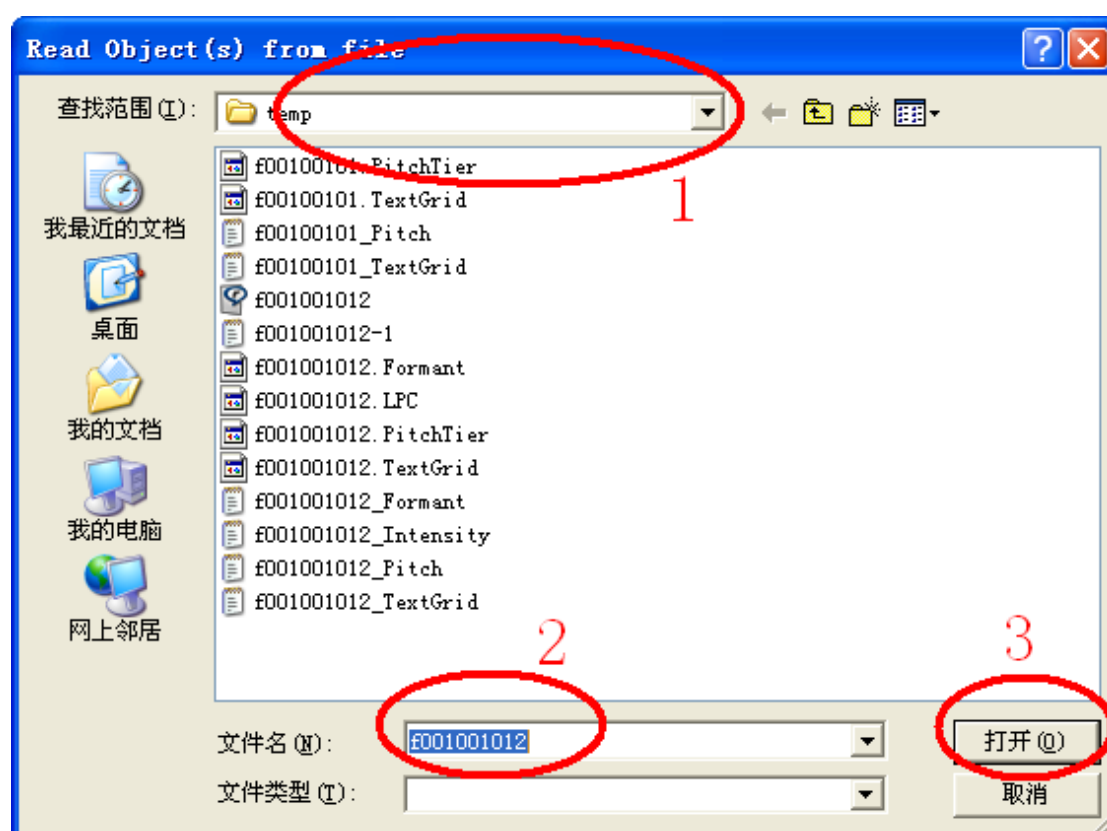 Read Object(s) from file
查找范围(I):
temp
1
f00100101.PitchTier
f00100101.TextGrid
f00100101_Pitch
f00100101_TextGrid
f001001012
f001001012-1
f001001012.Formant
f001001012.LPC
f001001012.PitchTier
f001001012.TextGrid
f001001012_Formant
f001001012_Intensity
f001001012_Pitch
f001001012_TextGrid
我最近的文档
桌面
我的文档
我的电脑
网上邻居
2
3
文件名(N):
f001001012
打开(O)
文件类型(T):
取消